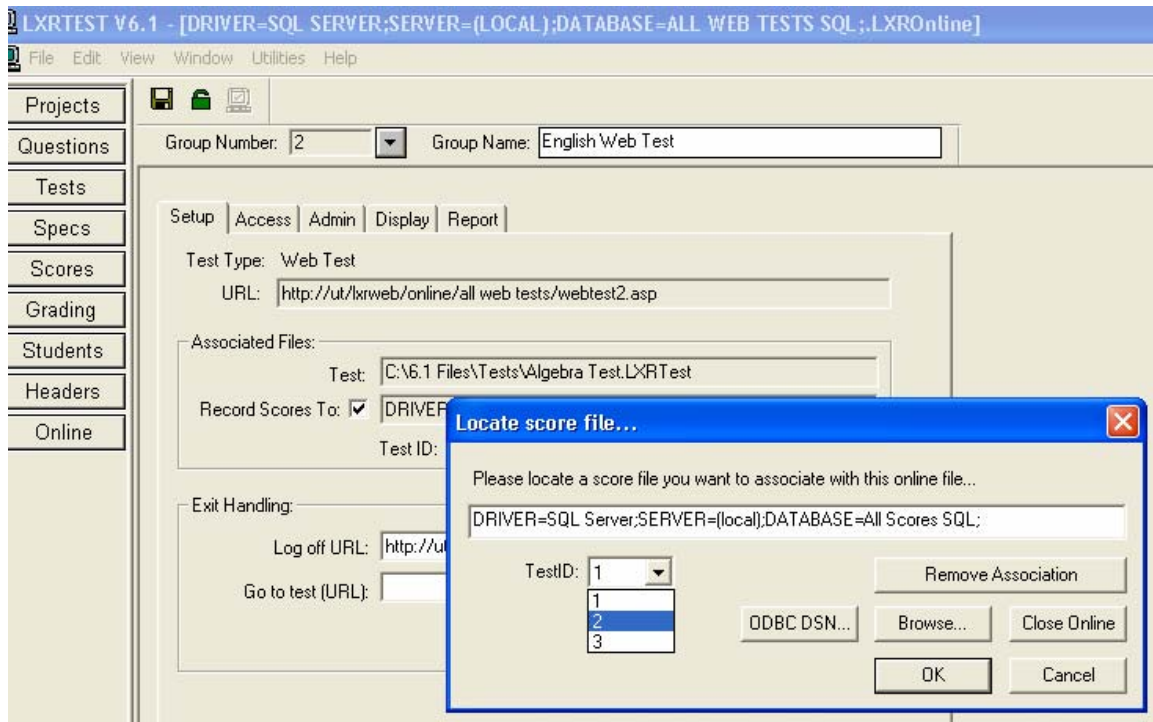 LXRTEST V6.1 - [DRIVER=SQL SERVER;SERVER=(LOCAL);DATABASE=ALL WEB TESTS SQL;.LXROnline]
File Edit View Window Utilities Help
Projects
Questions
Tests
Specs
Scores
Grading
Students
Headers
Online
Group Number: 2 Group Name: English Web Test
Setup Access Admin Display Report
Test Type: Web Test
URL: http://ut/lxrweb/online/all web tests/webtest2.asp
Associated Files:
Test: C:\6.1 Files\Tests\Algebra Test.LXRTest
Record Scores To: DRIVER
Test ID:
Exit Handling:
Log off URL: http://ut
Go to test (URL):
Locate score file...
Please locate a score file you want to associate with this online file...
DRIVER=SQL Server;SERVER=(local);DATABASE=All Scores SQL;
TestID: 1
1
2
3
Remove Association
ODBC DSN... Browse... Close Online
OK Cancel